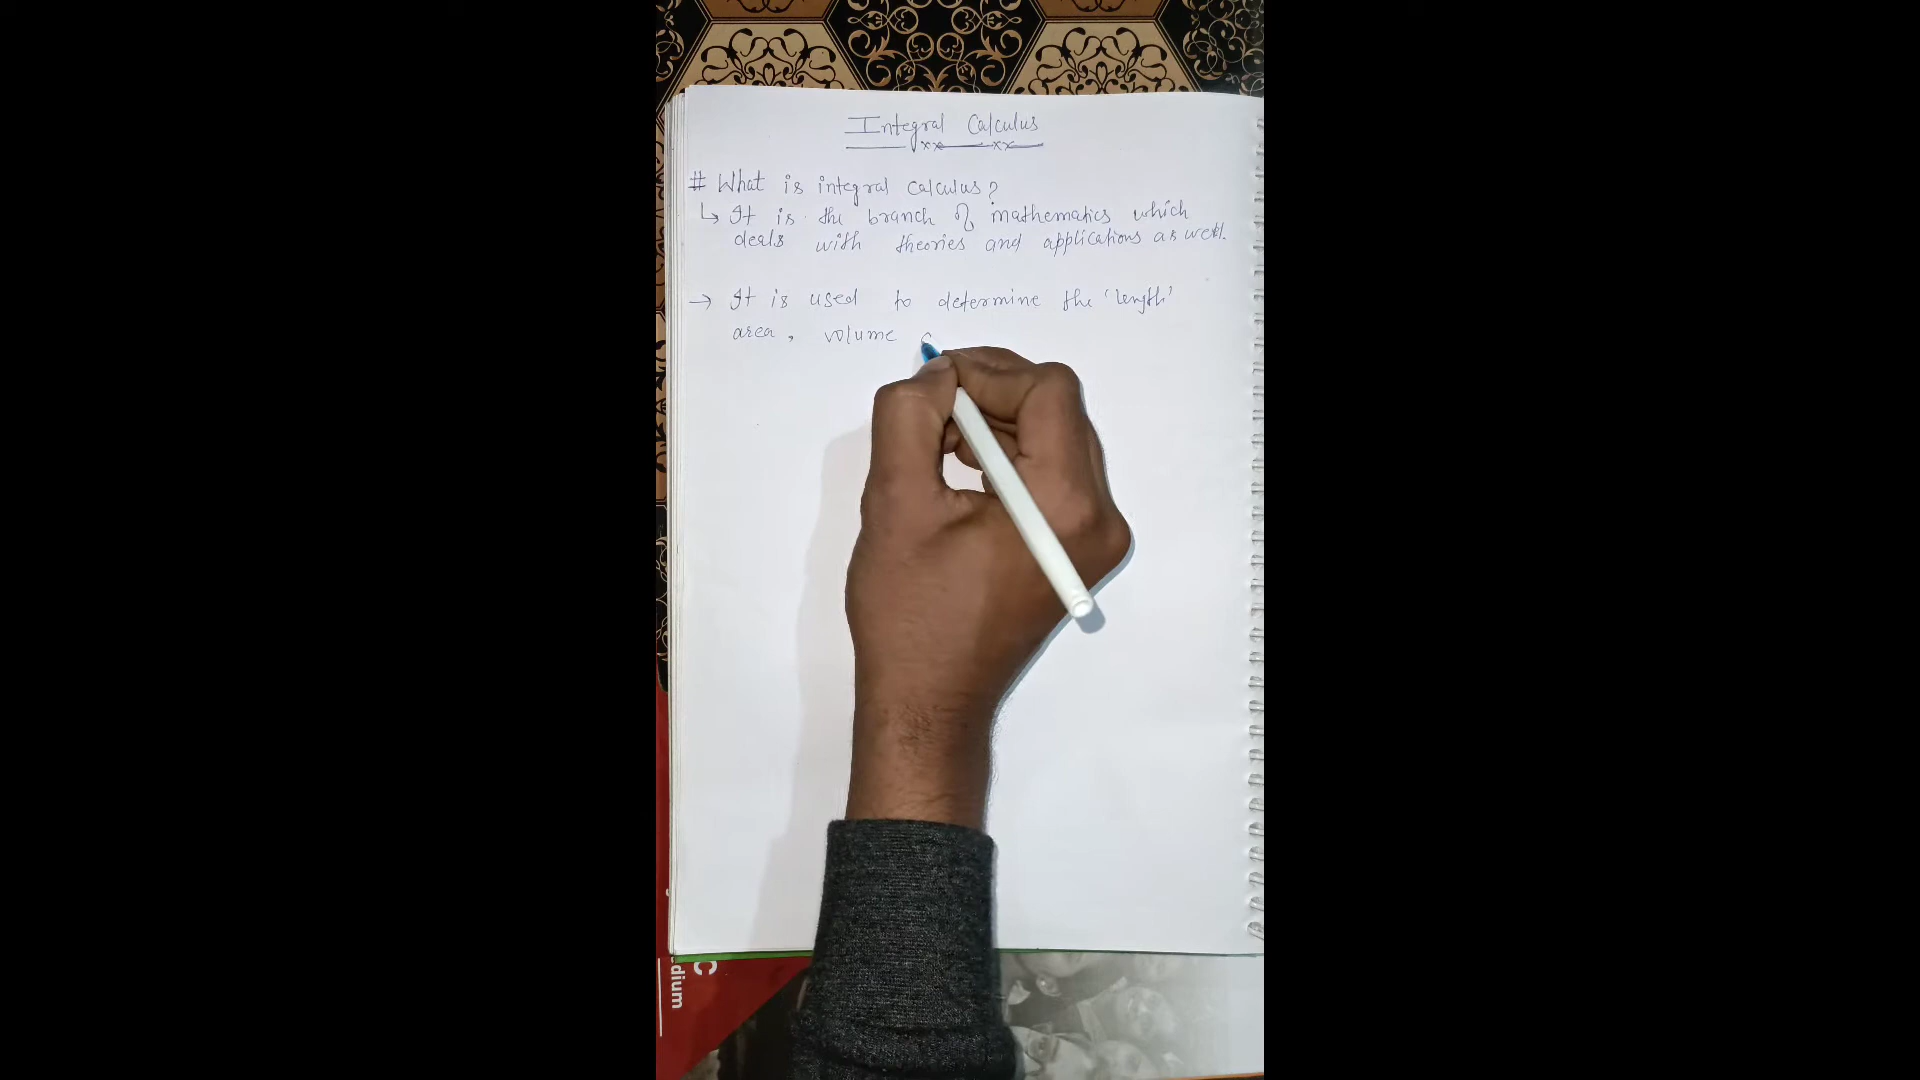 Integral Calculus
# What is integral calculus?
↳ It is the branch of mathematics which
deals with theories and applications as well.
→ It is used to determine the 'length'
area, volume
C
dium